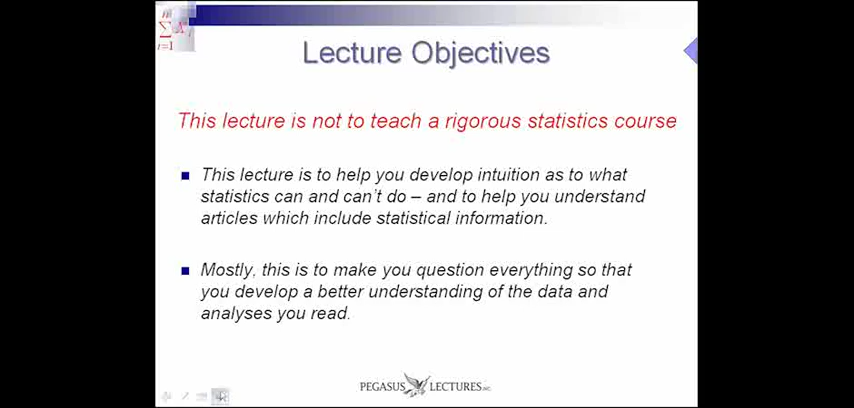 Lecture Objectives
This lecture is not to teach a rigorous statistics course
This lecture is to help you develop intuition as to what
statistics can and can't do – and to help you understand
articles which include statistical information.
Mostly, this is to make you question everything so that
you develop a better understanding of the data and
analyses you read.
PEGASUS LECTURES, INC.